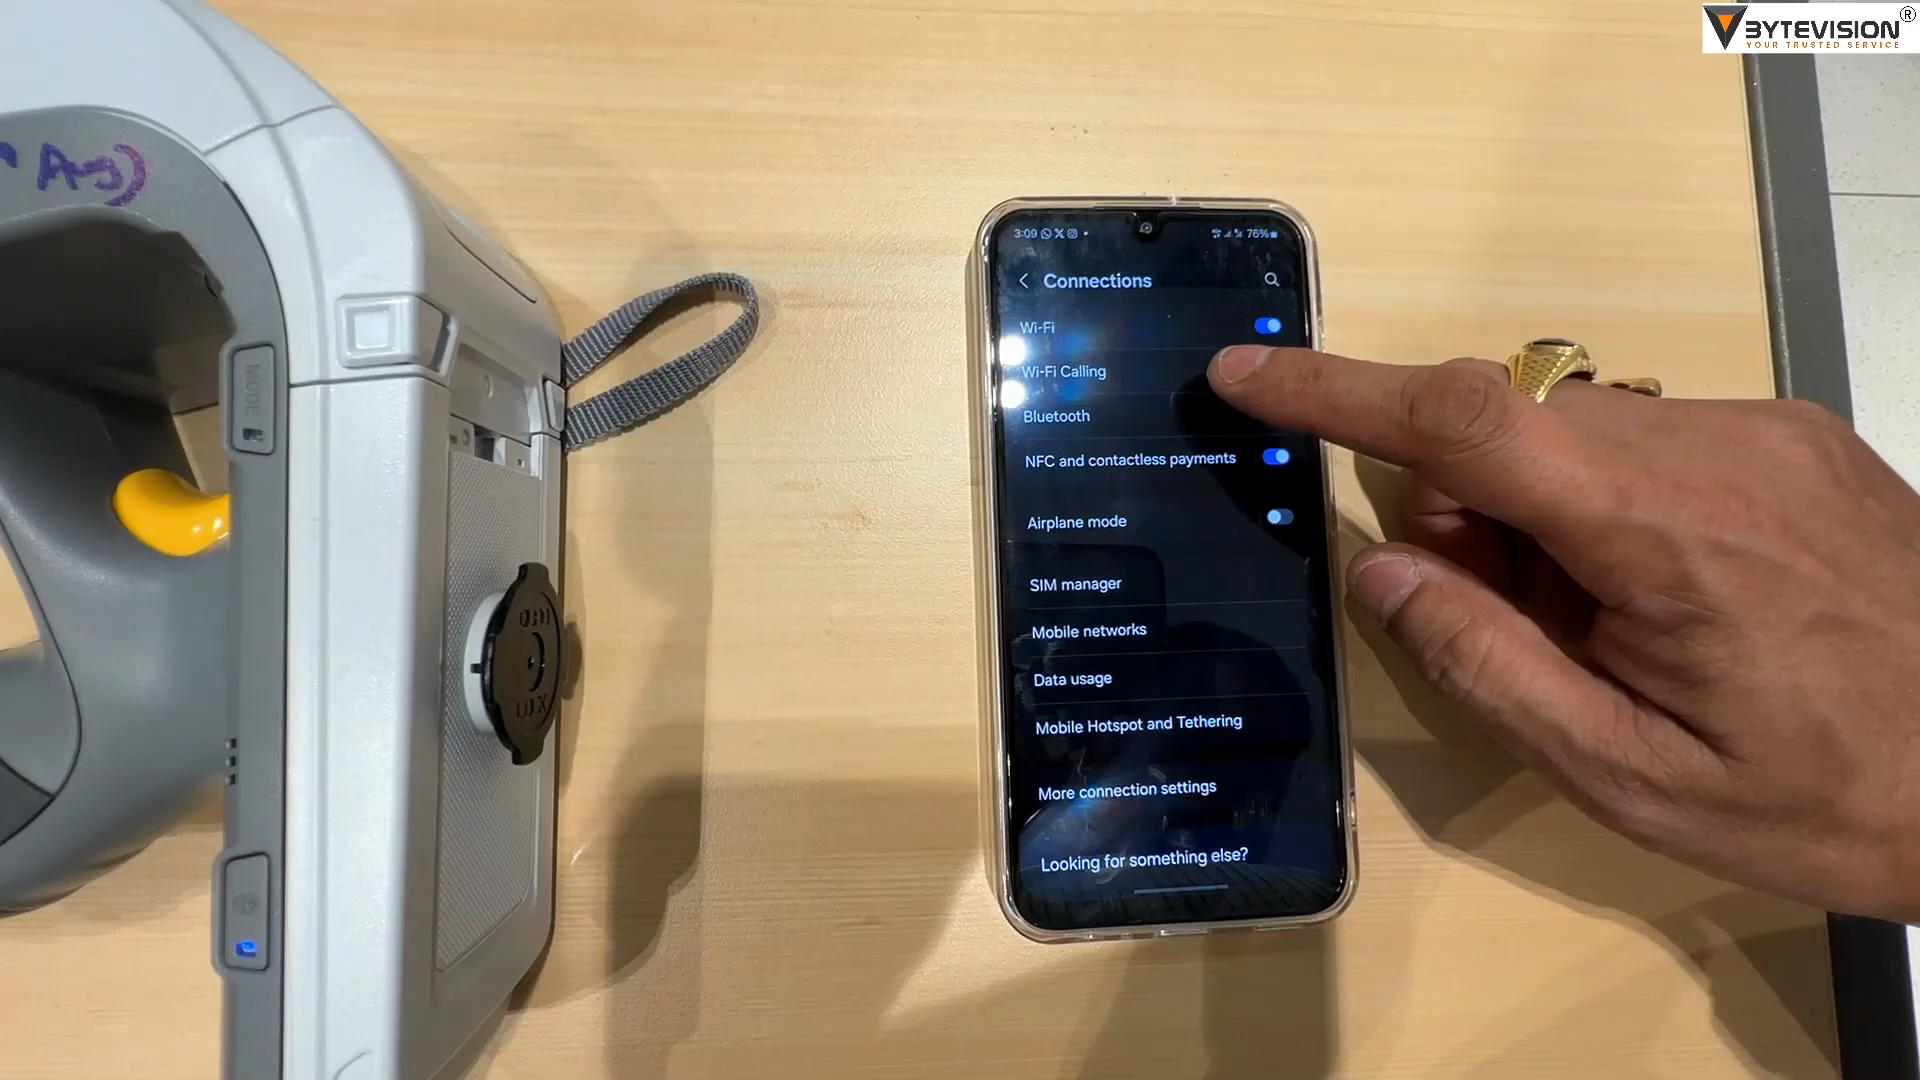 BYTEVISION®
YOUR TRUSTED SERVICE
MODE
LOCK
3:09
76%
Connections
Wi-Fi
Wi-Fi Calling
Bluetooth
NFC and contactless payments
Airplane mode
SIM manager
Mobile networks
Data usage
Mobile Hotspot and Tethering
More connection settings
Looking for something else?